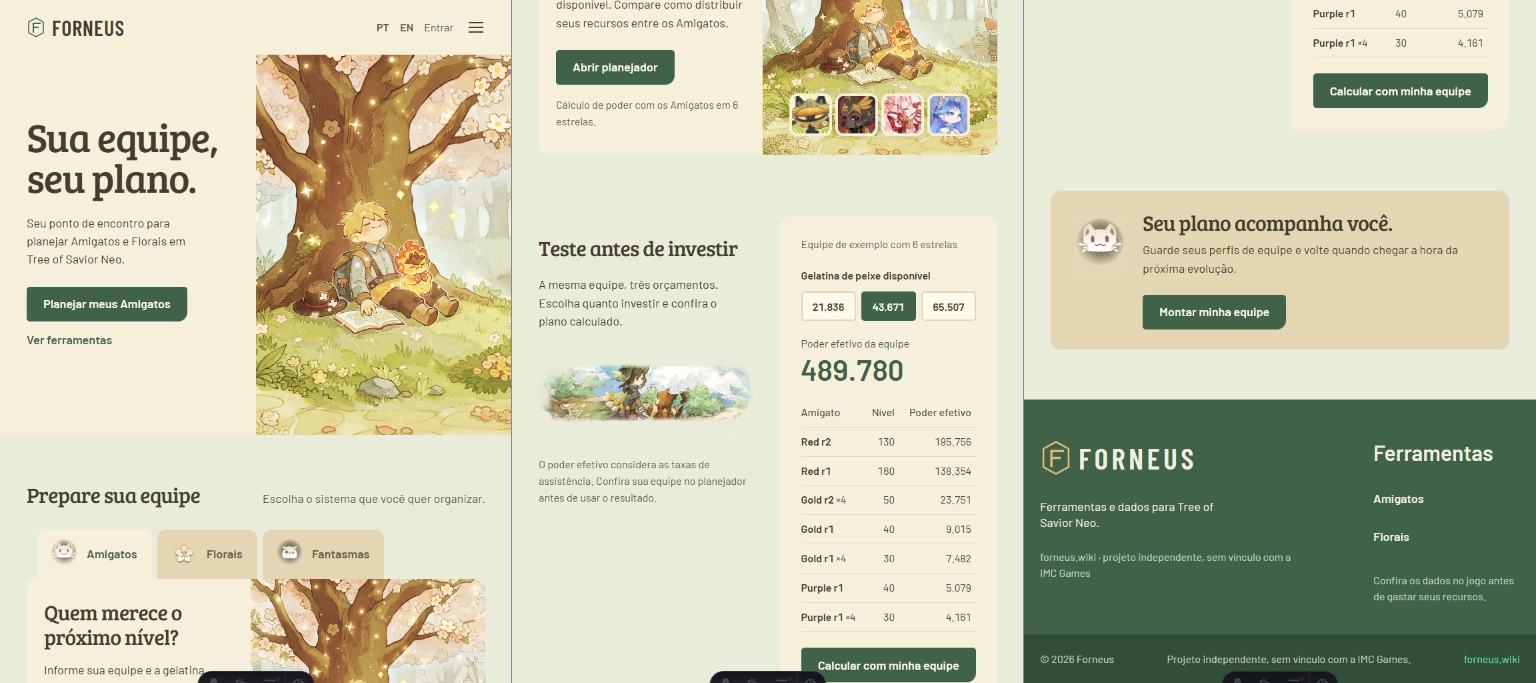 FORNEUS
PT EN Entrar
Sua equipe,
seu plano.
Seu ponto de encontro para
planejar Amigatos e Florais em
Tree of Savior Neo.
Planejar meus Amigatos
Ver ferramentas
Prepare sua equipe
Escolha o sistema que você quer organizar.
Amigatos
Florais
Fantasmas
Quem merece o
próximo nível?
Informe sua equipe e a gelatina
disponível. Compare como distribuir
seus recursos entre os Amigatos.
Abrir planejador
Cálculo de poder com os Amigatos em 6
estrelas.
Teste antes de investir
A mesma equipe, três orçamentos.
Escolha quanto investir e confira o
plano calculado.
O poder efetivo considera as taxas de
assistência. Confira sua equipe no planejador
antes de usar o resultado.
Equipe de exemplo com 6 estrelas
Gelatina de peixe disponível
21.836 43.671 65.507
Poder efetivo da equipe
489.780
Amigato Nível Poder efetivo
Red r2 130 195.756
Red r1 160 138.354
Gold r2 ×4 50 23.751
Gold r1 40 9.015
Gold r1 ×4 30 7.482
Purple r1 40 5.079
Purple r1 ×4 30 4.161
Calcular com minha equipe
Purple r1 40 5.079
Purple r1 ×4 30 4.161
Calcular com minha equipe
Seu plano acompanha você.
Guarde seus perfis de equipe e volte quando chegar a hora da
próxima evolução.
Montar minha equipe
FORNEUS
Ferramentas e dados para Tree of
Savior Neo.
forneus.wiki · projeto independente, sem vínculo com a
IMC Games
Ferramentas
Amigatos
Florais
Confira os dados no jogo antes
de gastar seus recursos.
© 2026 Forneus
Projeto independente, sem vínculo com a IMC Games.
forneus.wiki